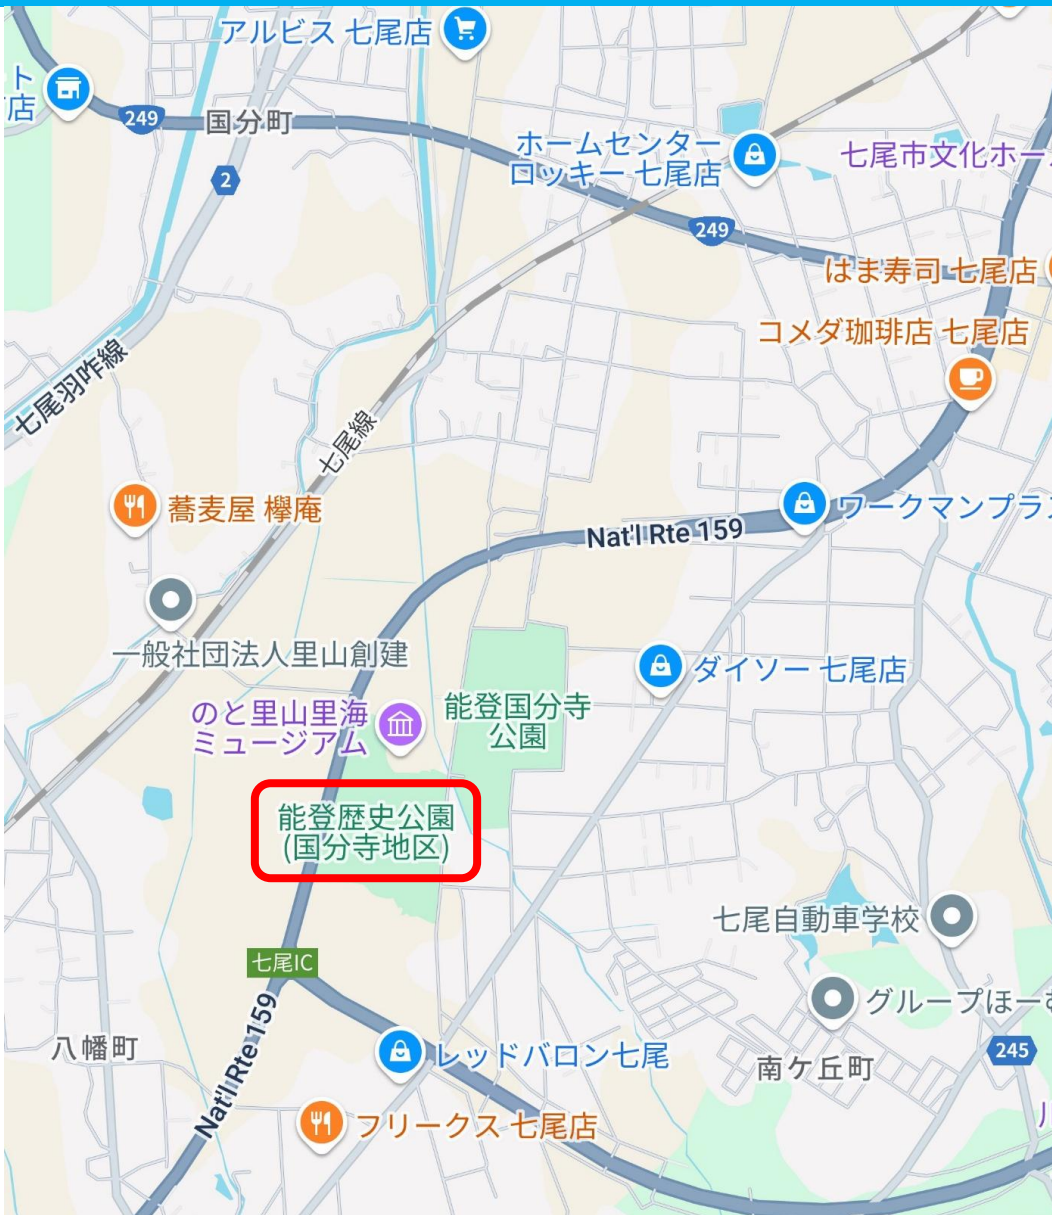 アルビス 七尾店
ト
店
249
国分町
2
ホームセンター
ロッキー 七尾店
七尾市文化ホー
249
はま寿司 七尾店
コメダ珈琲店 七尾店
七尾羽咋線
七尾線
蕎麦屋 欅庵
ワークマンプラ
Nat'l Rte 159
一般社団法人里山創建
ダイソー 七尾店
のと里山里海
ミュージアム
能登国分寺
公園
能登歴史公園
(国分寺地区)
七尾自動車学校
七尾IC
グループほーむ
Nat'l Rte 159
八幡町
レッドバロン七尾
245
南ケ丘町
フリークス 七尾店